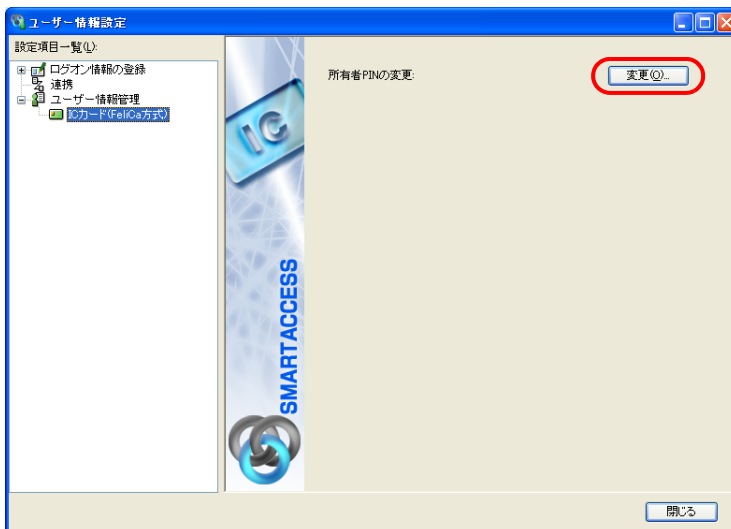 ユーザー情報設定
設定項目一覧(L):
ログオン情報の登録
連携
ユーザー情報管理
ICカード(FeliCa方式)
IC
SMARTACCESS
所有者PINの変更:
変更(O)...
閉じる